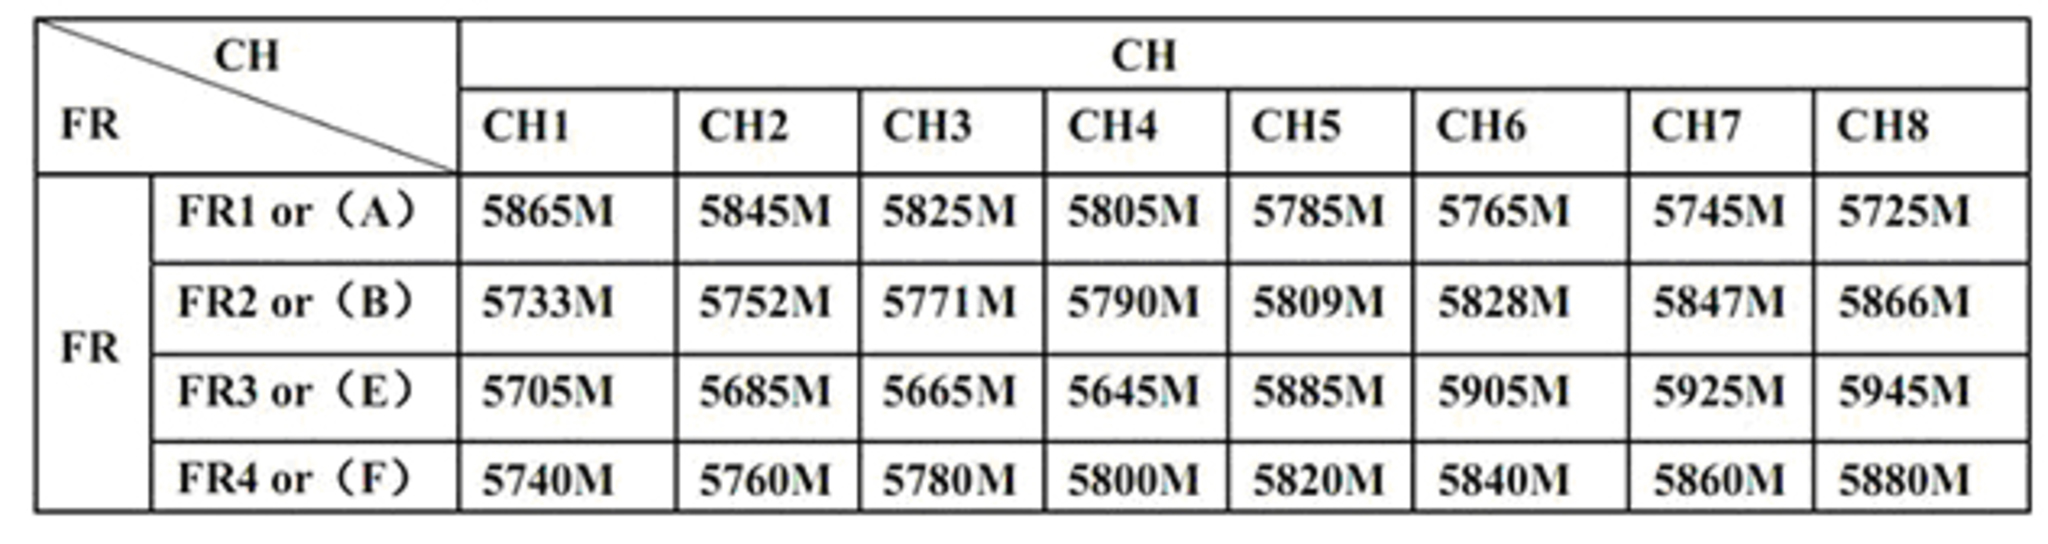 CH CH
FR CH1 CH2 CH3 CH4 CH5 CH6 CH7 CH8
FR1 or（A） 5865M 5845M 5825M 5805M 5785M 5765M 5745M 5725M
FR2 or（B） 5733M 5752M 5771M 5790M 5809M 5828M 5847M 5866M
FR
FR3 or（E） 5705M 5685M 5665M 5645M 5885M 5905M 5925M 5945M
FR4 or（F） 5740M 5760M 5780M 5800M 5820M 5840M 5860M 5880M